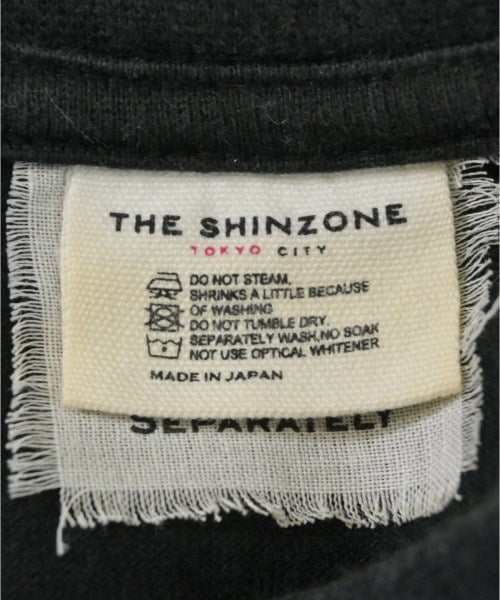 THE SHINZONE
TOKYO CITY
DO NOT STEAM.
SHRINKS A LITTLE BECAUSE
OF WASHING
DO NOT TUMBLE DRY.
SEPARATELY WASH,NO SOAK
NOT USE OPTICAL WHITENER
MADE IN JAPAN
SEPARATELY